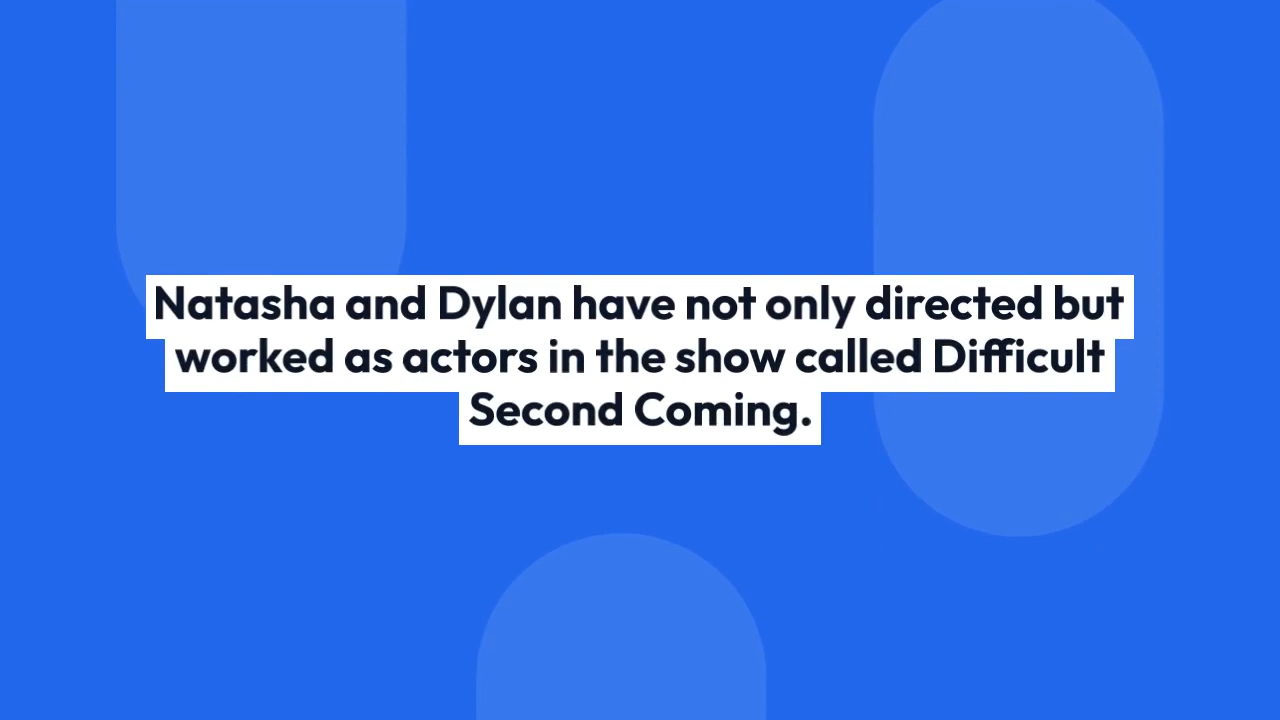 Natasha and Dylan have not only directed but
worked as actors in the show called Difficult
Second Coming.